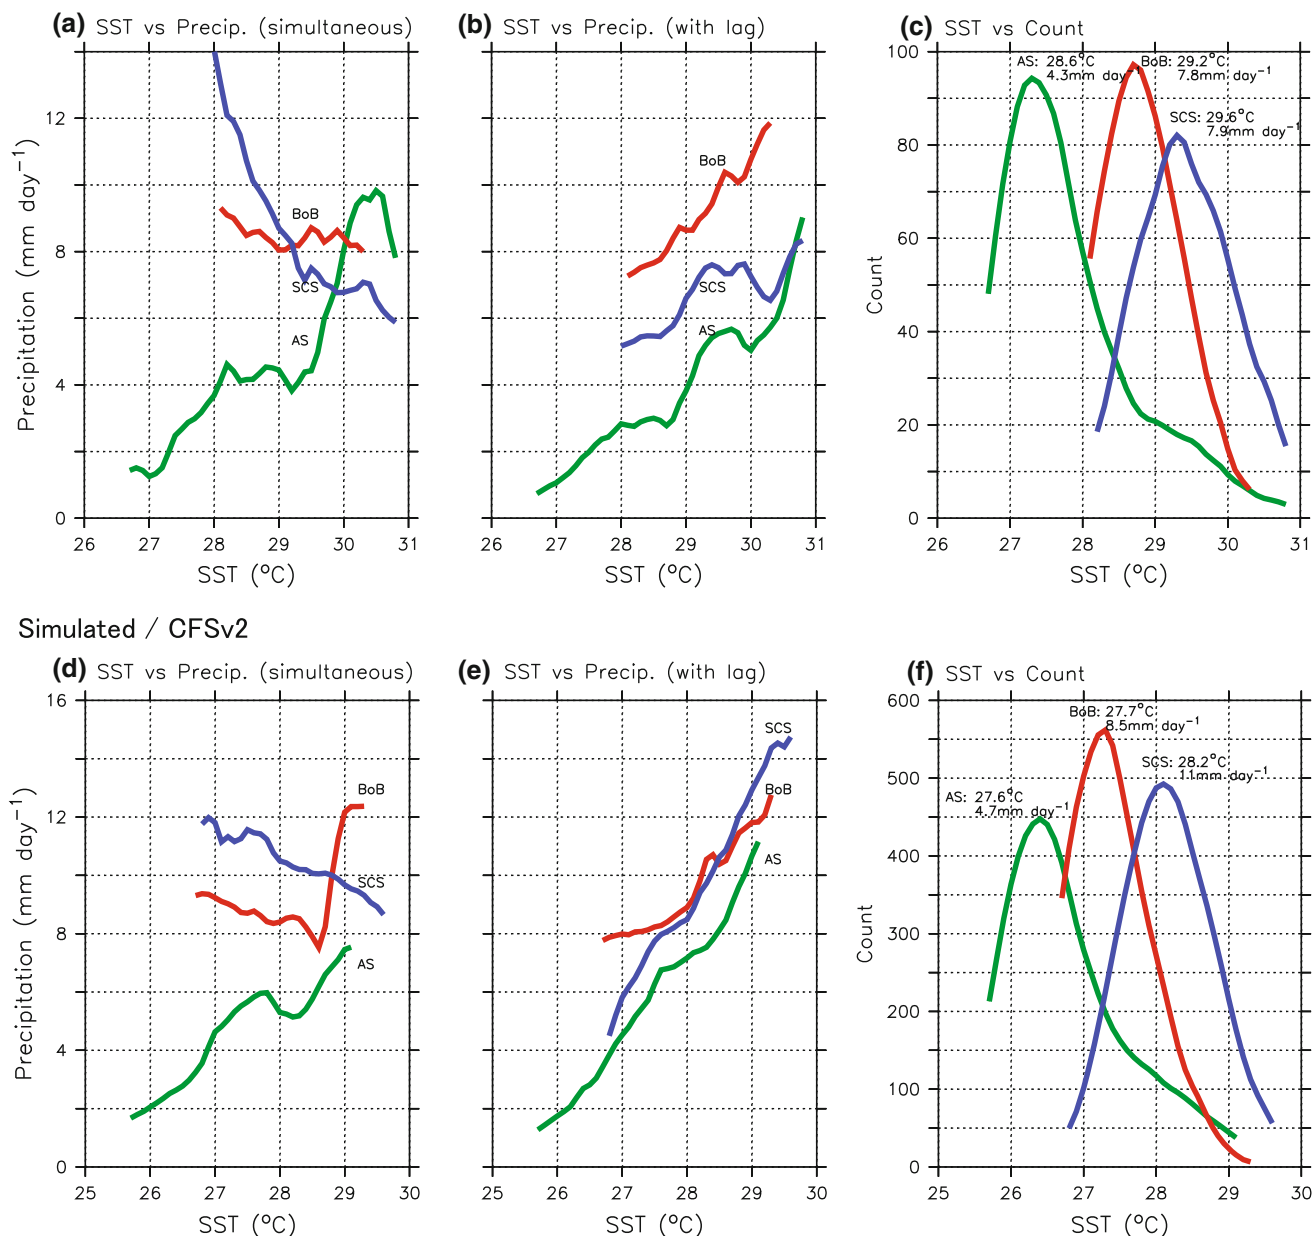 (a) SST vs Precip. (simultaneous)
(b) SST vs Precip. (with lag)
(c) SST vs Count
Precipitation (mm day⁻¹)
12
8
4
0
BoB
SCS
AS
26 27 28 29 30 31
SST (°C)
BoB
SCS
AS
26 27 28 29 30 31
SST (°C)
Count
100
80
60
40
20
0
AS: 28.6°C
4.3mm day⁻¹
BoB: 29.2°C
7.8mm day⁻¹
SCS: 29.6°C
7.9mm day⁻¹
26 27 28 29 30 31
SST (°C)
Simulated / CFSv2
(d) SST vs Precip. (simultaneous)
(e) SST vs Precip. (with lag)
(f) SST vs Count
Precipitation (mm day⁻¹)
16
12
8
4
0
BoB
SCS
AS
25 26 27 28 29 30
SST (°C)
SCS
BoB
AS
25 26 27 28 29 30
SST (°C)
Count
600
500
400
300
200
100
0
BoB: 27.7°C
8.5mm day⁻¹
SCS: 28.2°C
11mm day⁻¹
AS: 27.6°C
4.7mm day⁻¹
25 26 27 28 29 30
SST (°C)